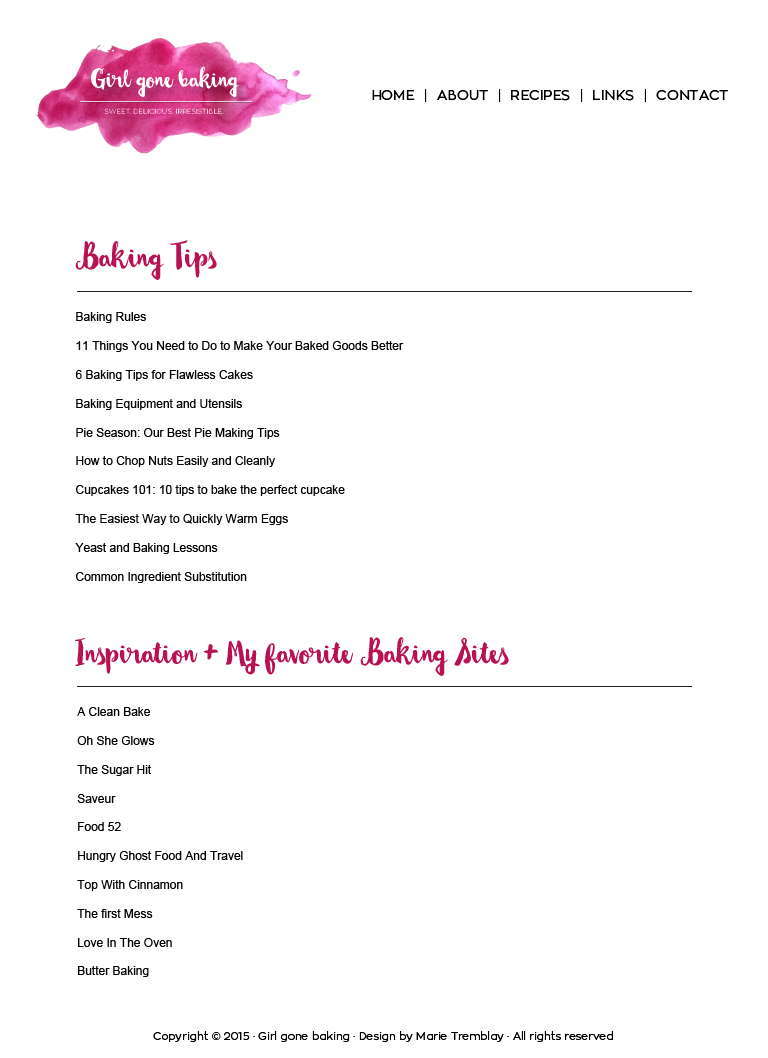 Girl gone baking
SWEET. DELICIOUS. IRRESISTIBLE.
HOME | ABOUT | RECIPES | LINKS | CONTACT
Baking Tips
Baking Rules
11 Things You Need to Do to Make Your Baked Goods Better
6 Baking Tips for Flawless Cakes
Baking Equipment and Utensils
Pie Season: Our Best Pie Making Tips
How to Chop Nuts Easily and Cleanly
Cupcakes 101: 10 tips to bake the perfect cupcake
The Easiest Way to Quickly Warm Eggs
Yeast and Baking Lessons
Common Ingredient Substitution
Inspiration + My favorite Baking Sites
A Clean Bake
Oh She Glows
The Sugar Hit
Saveur
Food 52
Hungry Ghost Food And Travel
Top With Cinnamon
The first Mess
Love In The Oven
Butter Baking
Copyright © 2015 · Girl gone baking · Design by Marie Tremblay · All rights reserved